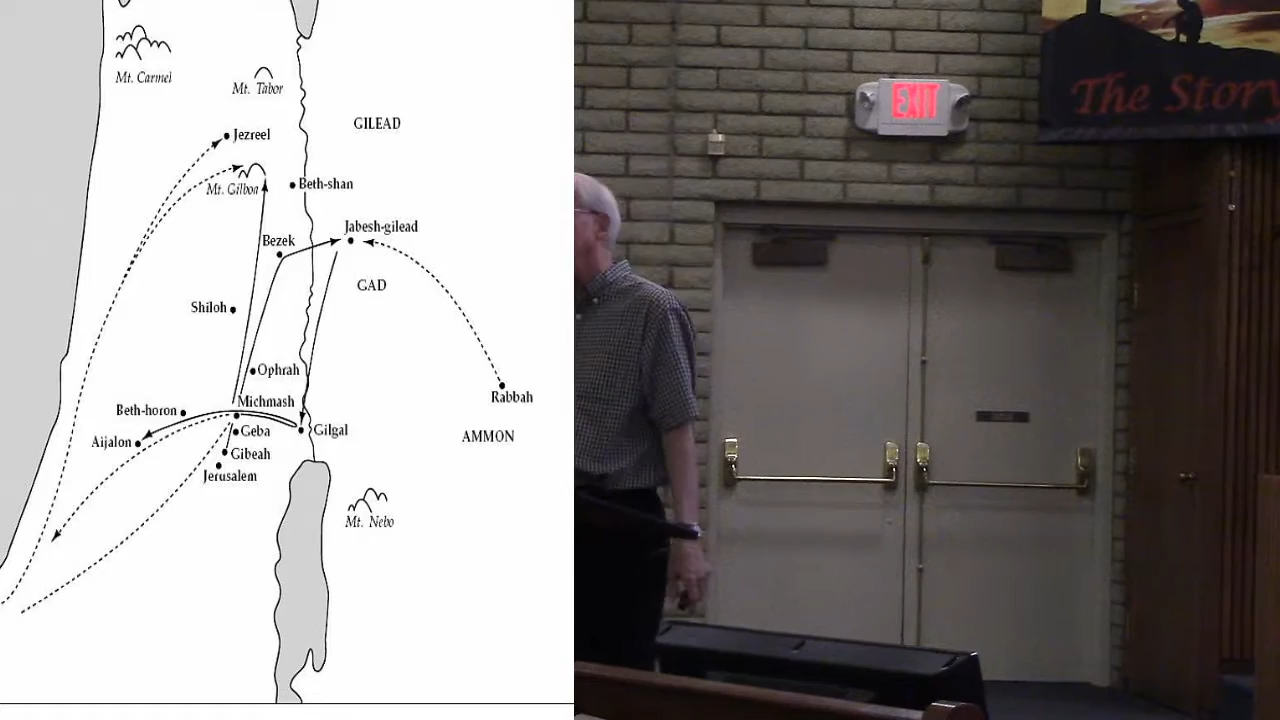 Mt. Carmel
Mt. Tabor
GILEAD
Jezreel
Mt. Gilboa
Beth-shan
Jabesh-gilead
Bezek
GAD
Shiloh
Ophrah
Rabbah
Michmash
Beth-horon
Geba
Gilgal
AMMON
Aijalon
Gibeah
Jerusalem
Mt. Nebo
EXIT
The Story